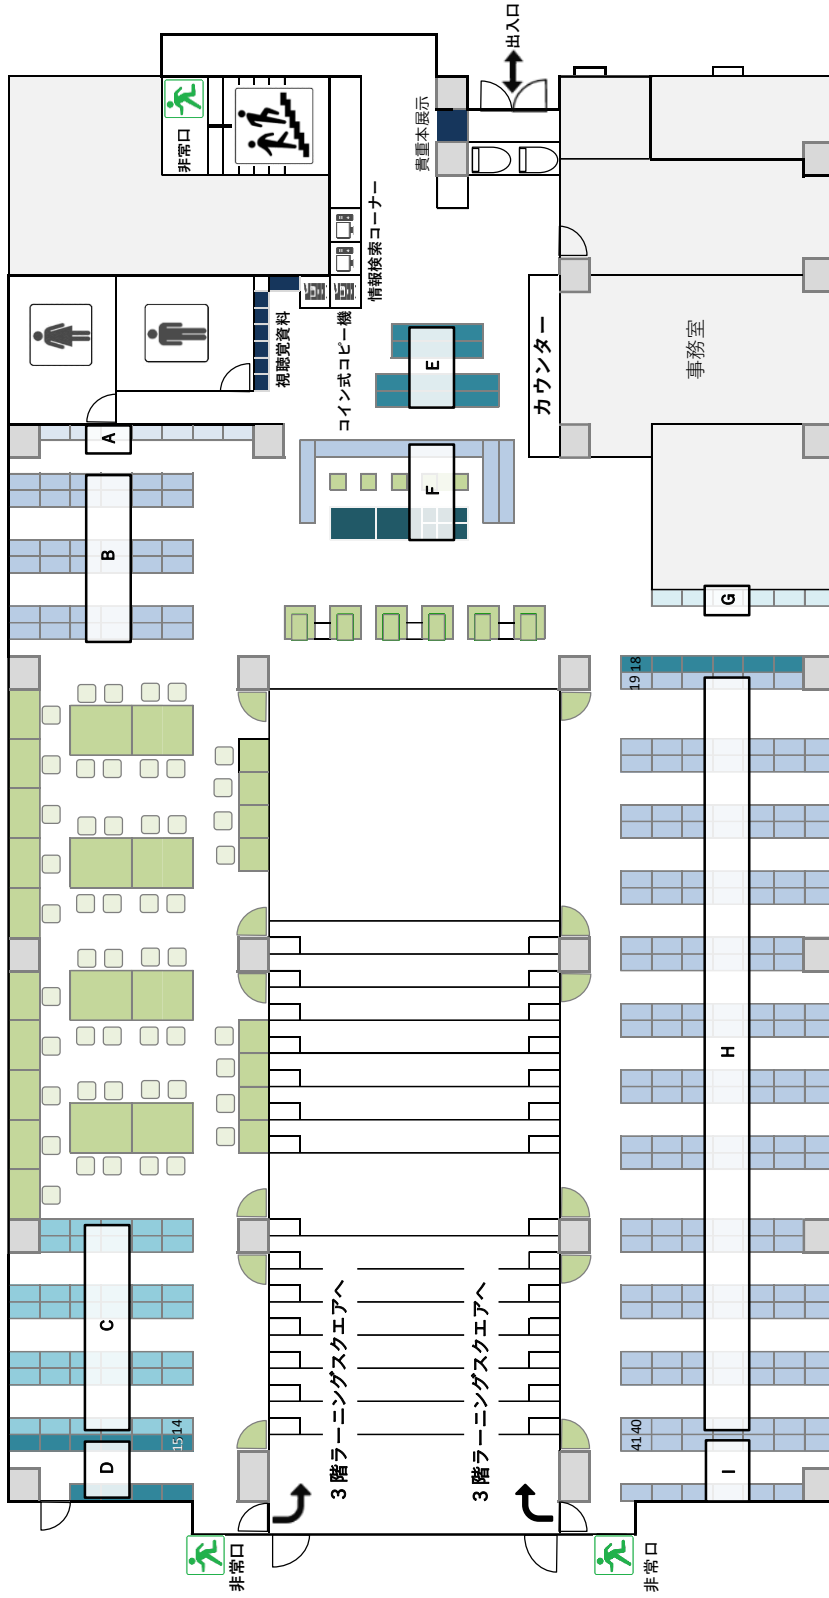 出入口
非常口
貴重本展示
情報検索コーナー
視聴覚資料
コイン式コピー機
カウンター
事務室
A
B
C
D
E
F
G
H
I
18
19
14
15
40
41
3階ラーニングスクエアへ
3階ラーニングスクエアへ
非常口
非常口